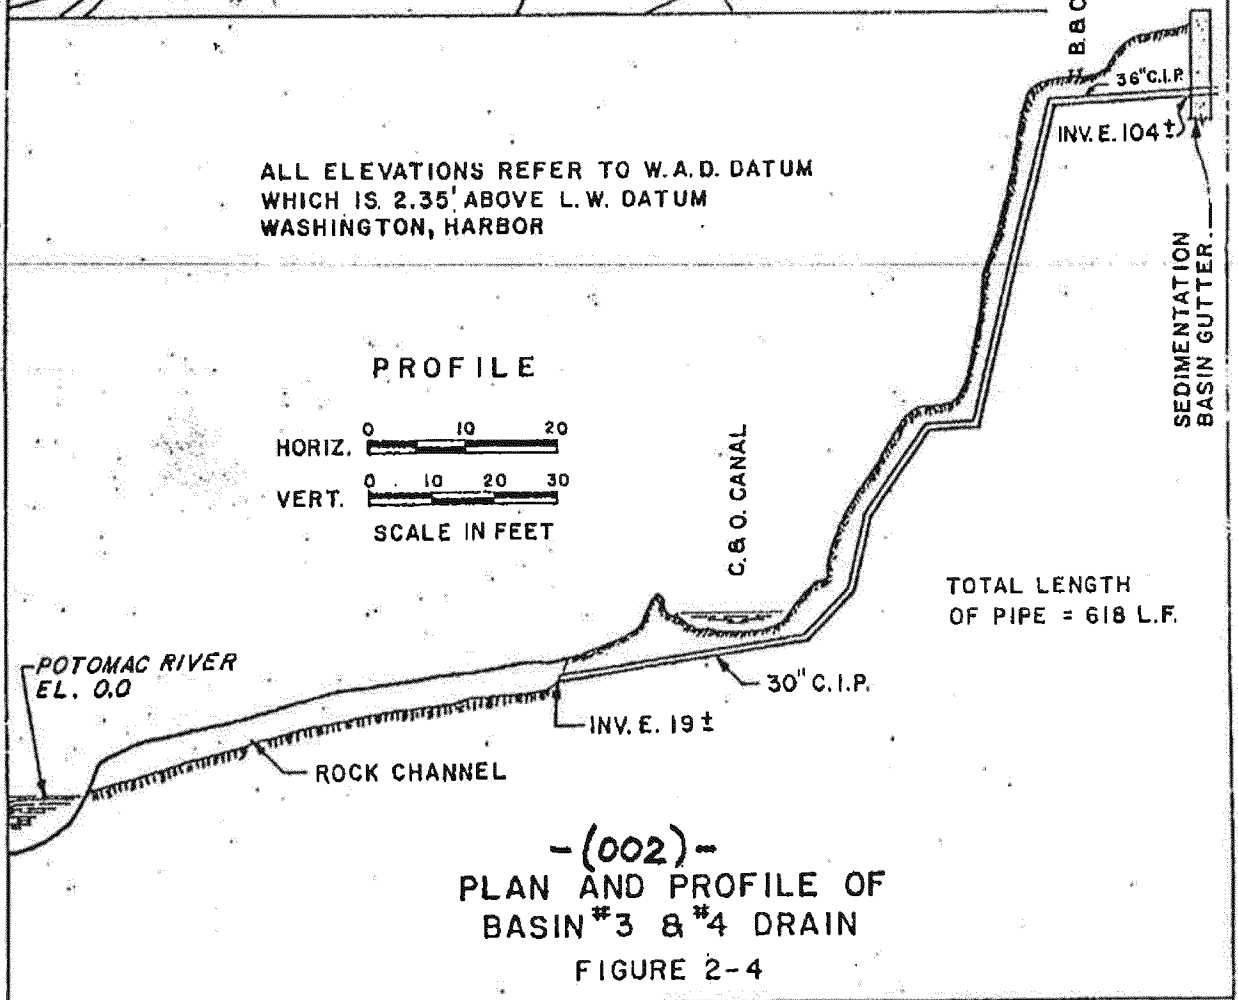 B. & O
36" C.I.P.
INV. E. 104 ±
ALL ELEVATIONS REFER TO W.A.D. DATUM
WHICH IS 2.35' ABOVE L.W. DATUM
WASHINGTON, HARBOR
SEDIMENTATION
BASIN GUTTER
PROFILE
0 10 20
HORIZ.
0 10 20 30
VERT.
SCALE IN FEET
C. & O. CANAL
TOTAL LENGTH
OF PIPE = 618 L.F.
POTOMAC RIVER
EL. 0.0
30" C.I.P.
INV. E. 19 ±
ROCK CHANNEL
-(002)-
PLAN AND PROFILE OF
BASIN #3 & #4 DRAIN
FIGURE 2-4